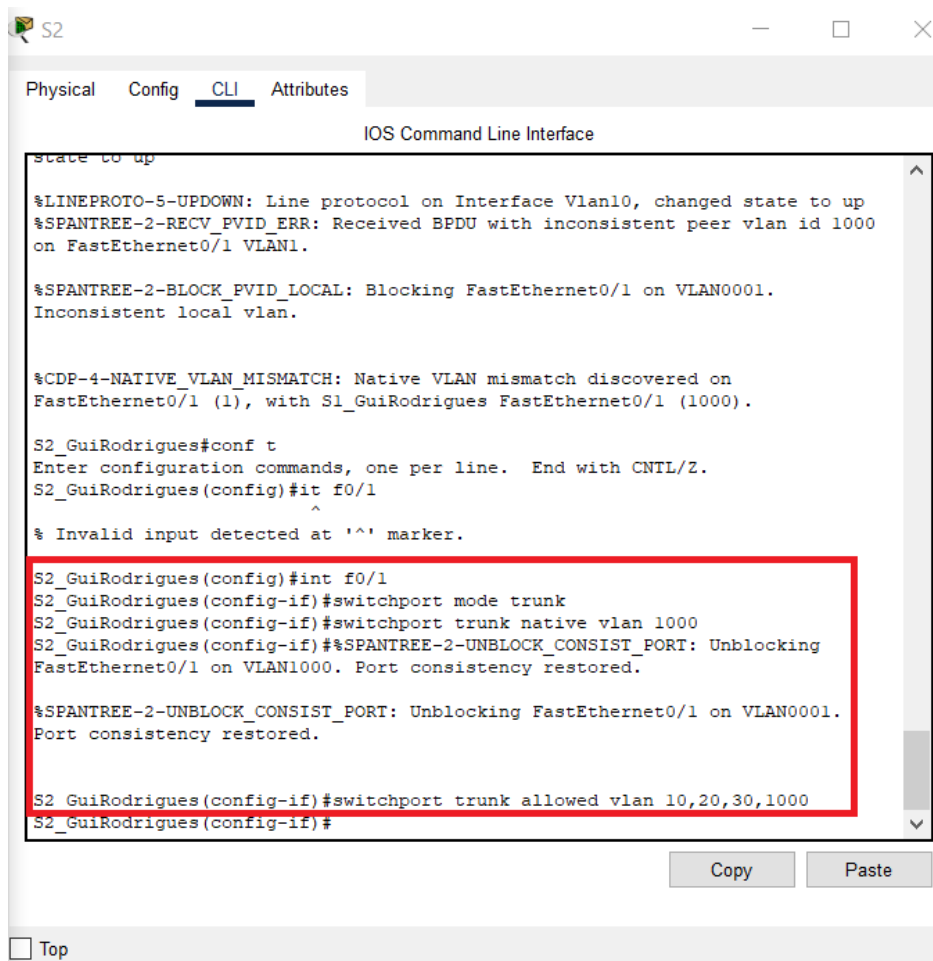 S2
Physical Config CLI Attributes
IOS Command Line Interface
state to up
%LINEPROTO-5-UPDOWN: Line protocol on Interface Vlan10, changed state to up
%SPANTREE-2-RECV_PVID_ERR: Received BPDU with inconsistent peer vlan id 1000
on FastEthernet0/1 VLAN1.
%SPANTREE-2-BLOCK_PVID_LOCAL: Blocking FastEthernet0/1 on VLAN0001.
Inconsistent local vlan.
%CDP-4-NATIVE_VLAN_MISMATCH: Native VLAN mismatch discovered on
FastEthernet0/1 (1), with S1_GuiRodrigues FastEthernet0/1 (1000).
S2_GuiRodrigues#conf t
Enter configuration commands, one per line. End with CNTL/Z.
S2_GuiRodrigues(config)#it f0/1
^
% Invalid input detected at '^' marker.
S2_GuiRodrigues(config)#int f0/1
S2_GuiRodrigues(config-if)#switchport mode trunk
S2_GuiRodrigues(config-if)#switchport trunk native vlan 1000
S2_GuiRodrigues(config-if)#%SPANTREE-2-UNBLOCK_CONSIST_PORT: Unblocking
FastEthernet0/1 on VLAN1000. Port consistency restored.
%SPANTREE-2-UNBLOCK_CONSIST_PORT: Unblocking FastEthernet0/1 on VLAN0001.
Port consistency restored.
S2_GuiRodrigues(config-if)#switchport trunk allowed vlan 10,20,30,1000
S2_GuiRodrigues(config-if)#
Copy Paste
Top